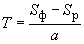 T = (Sф − Sр) / a